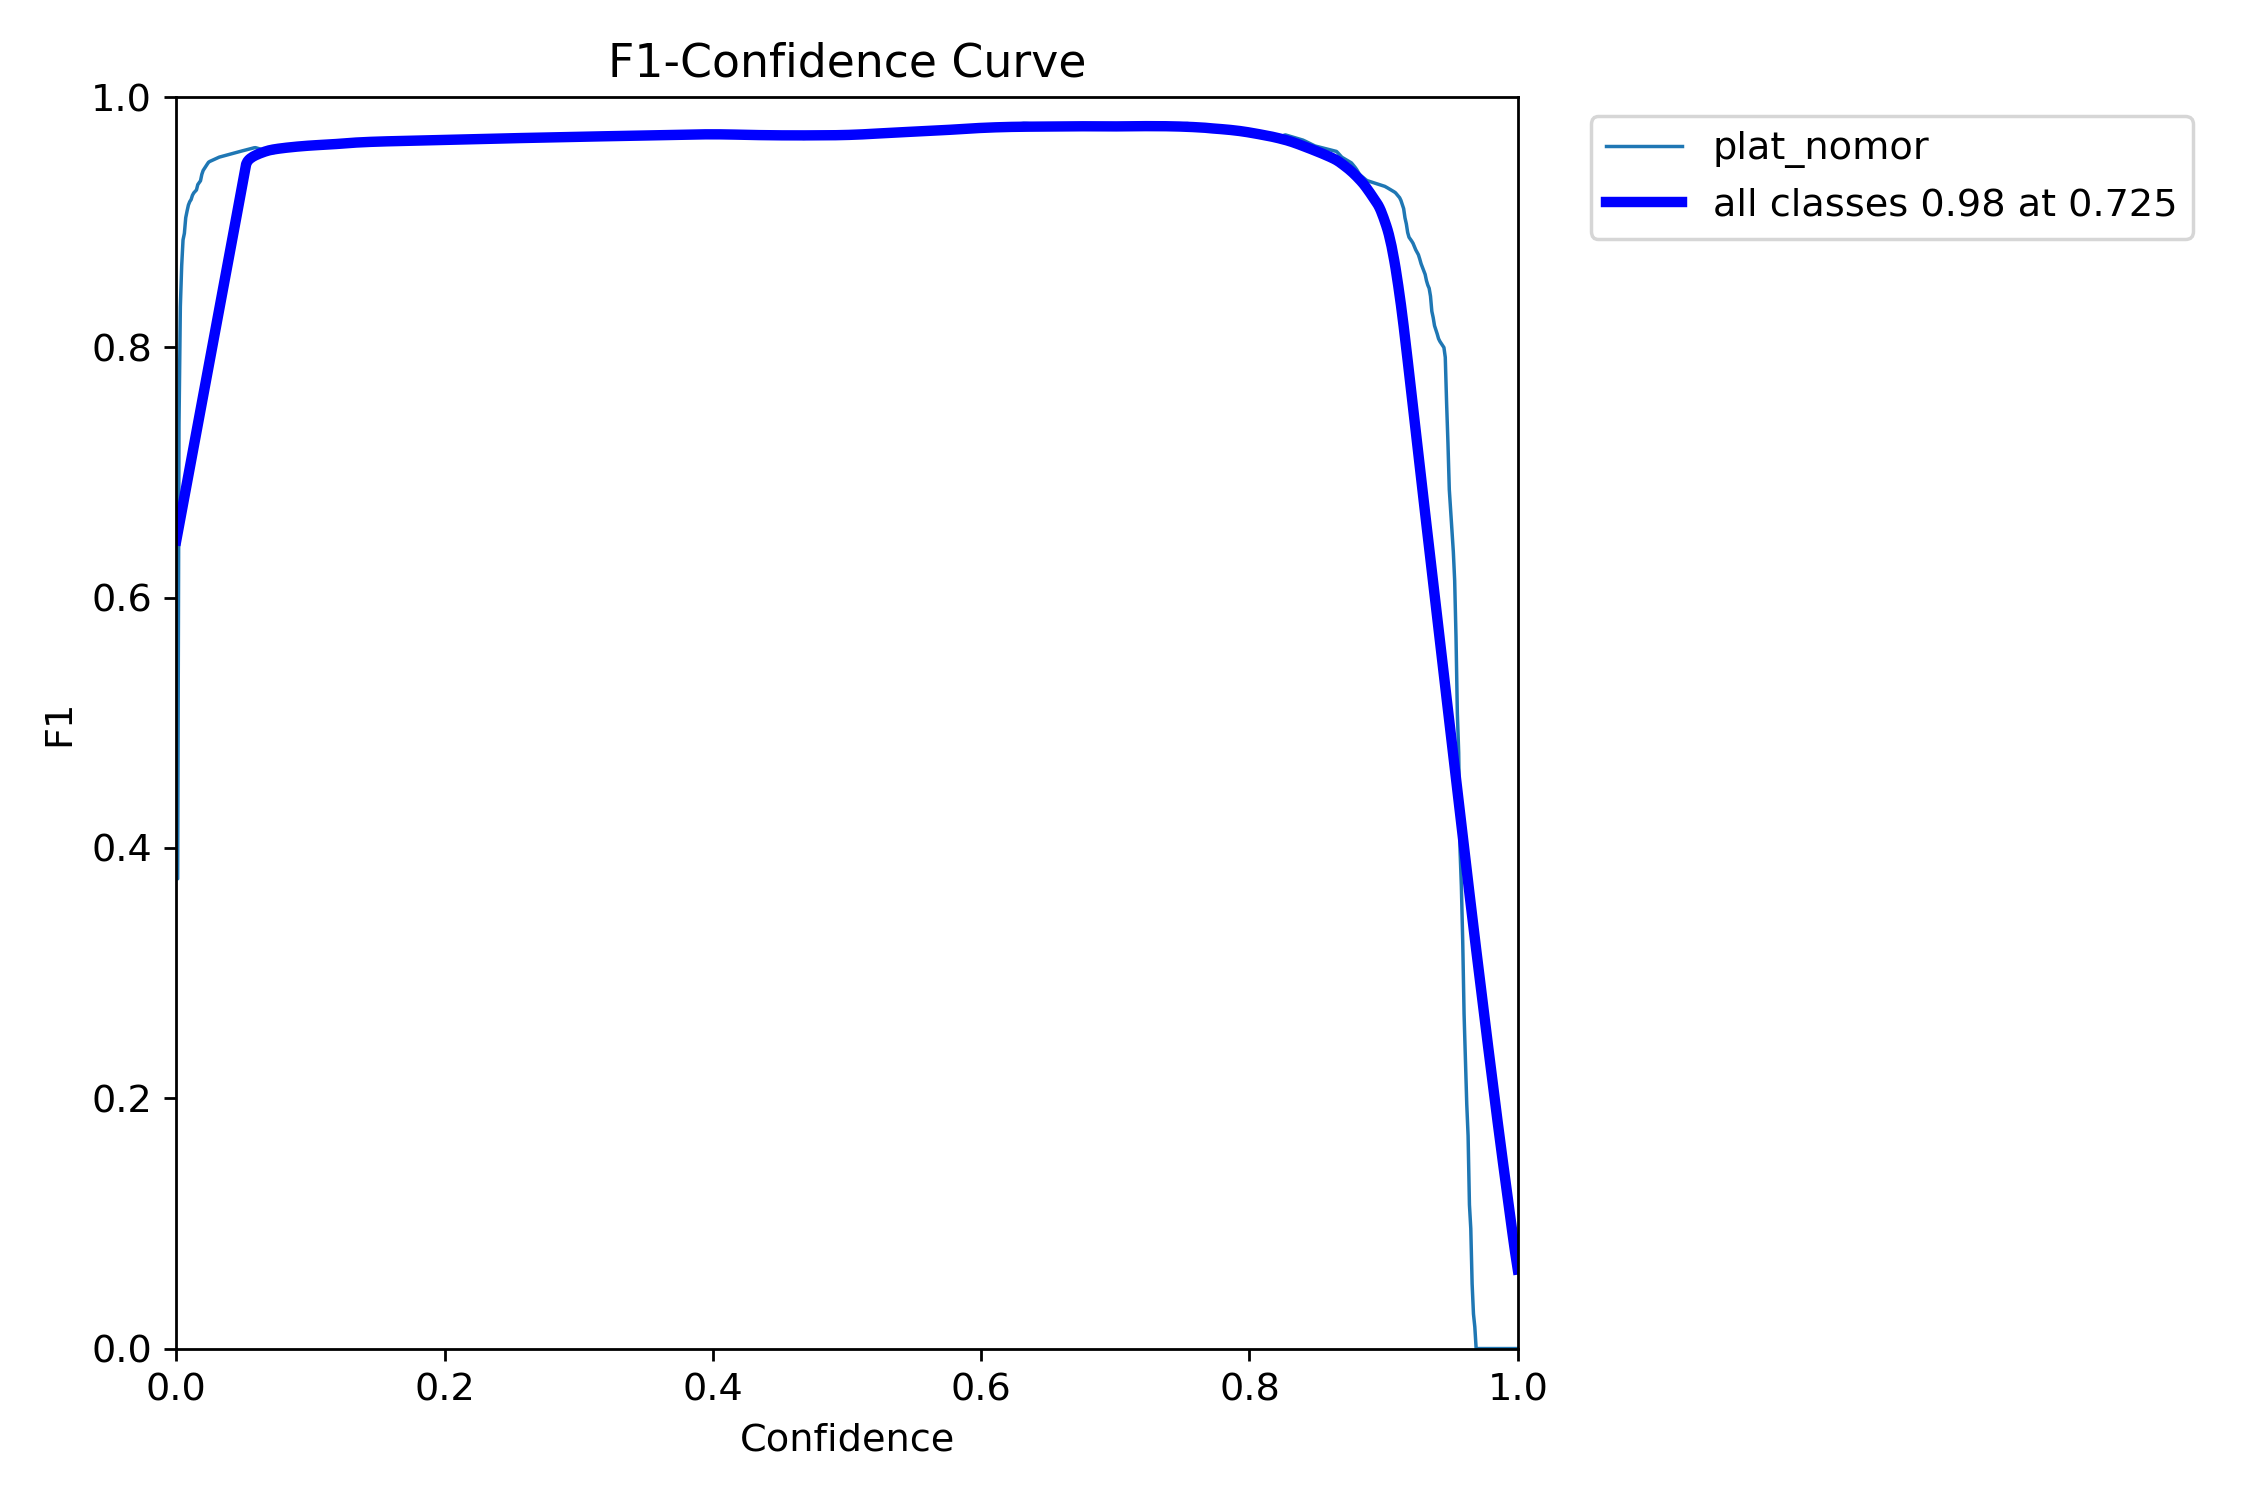 F1-Confidence Curve
1.0
0.8
0.6
0.4
0.2
0.0
F1
0.0 0.2 0.4 0.6 0.8 1.0
Confidence
plat_nomor
all classes 0.98 at 0.725